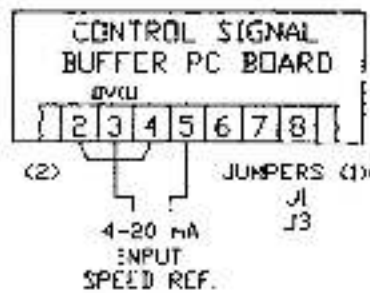 CONTROL SIGNAL
BUFFER PC BOARD
2 3 4 5 6 7 8
(2)
JUMPERS (1)
J1
J3
4-20 mA
INPUT
SPEED REF.